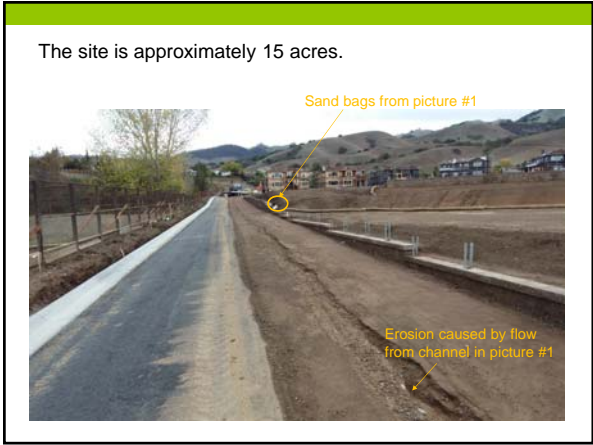 The site is approximately 15 acres.
Sand bags from picture #1
Erosion caused by flow
from channel in picture #1